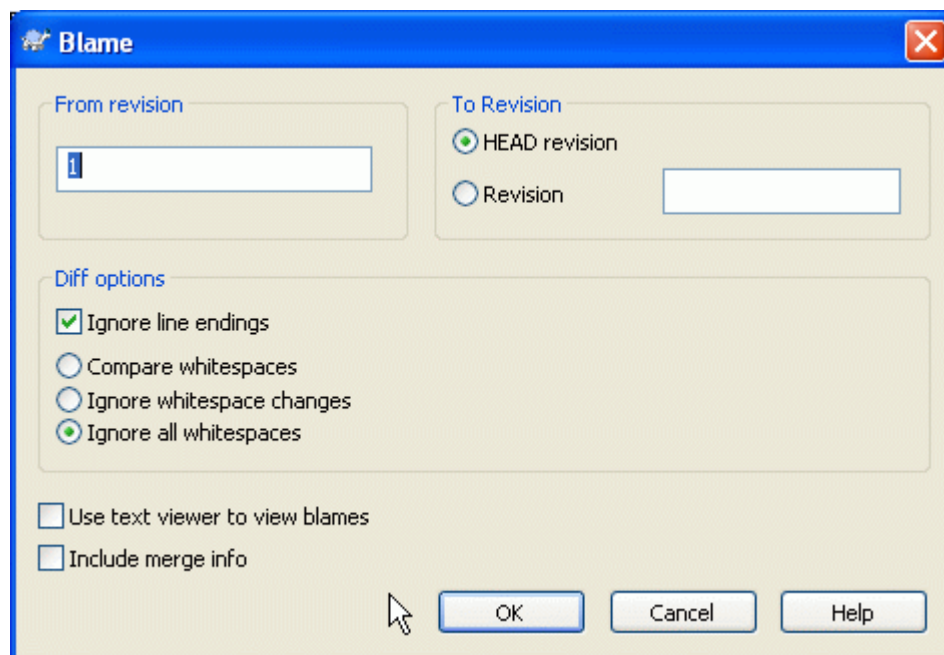 Blame
From revision
1
To Revision
HEAD revision
Revision
Diff options
Ignore line endings
Compare whitespaces
Ignore whitespace changes
Ignore all whitespaces
Use text viewer to view blames
Include merge info
OK Cancel Help